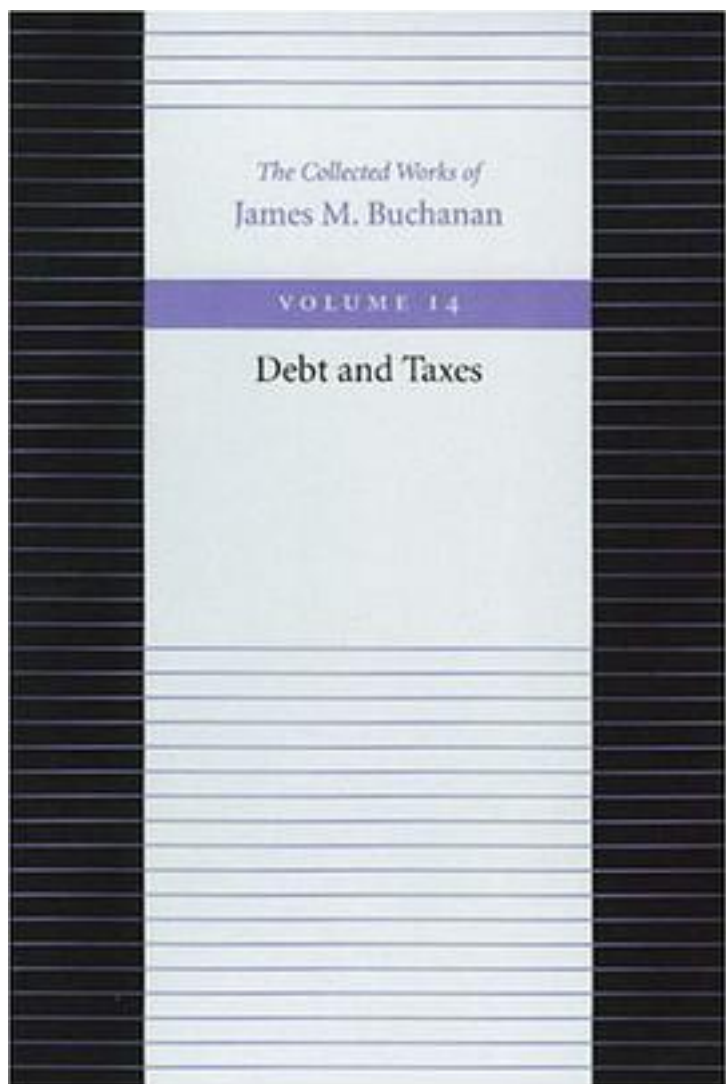 The Collected Works of
James M. Buchanan
VOLUME 14
Debt and Taxes